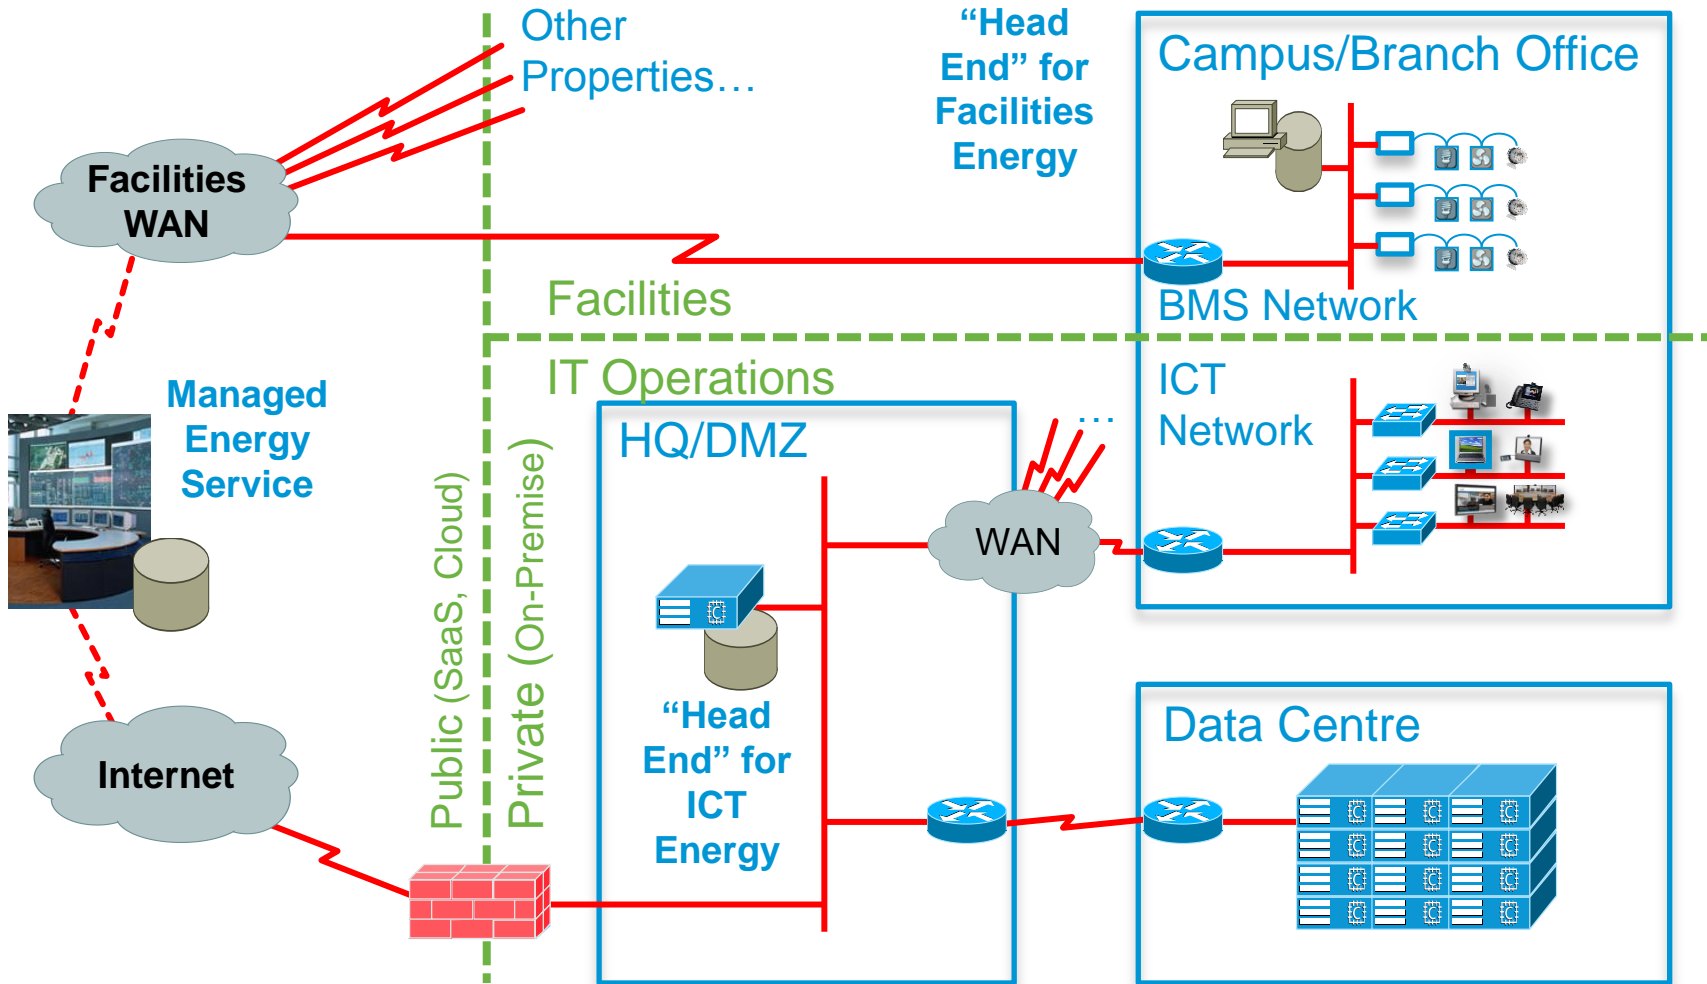 Other
Properties…
“Head
End” for
Facilities
Energy
Campus/Branch Office
Facilities
WAN
Facilities
BMS Network
IT Operations
ICT
Network
Managed
Energy
Service
HQ/DMZ
…
WAN
Public (SaaS, Cloud)
Private (On-Premise)
“Head
End” for
ICT
Energy
Internet
Data Centre